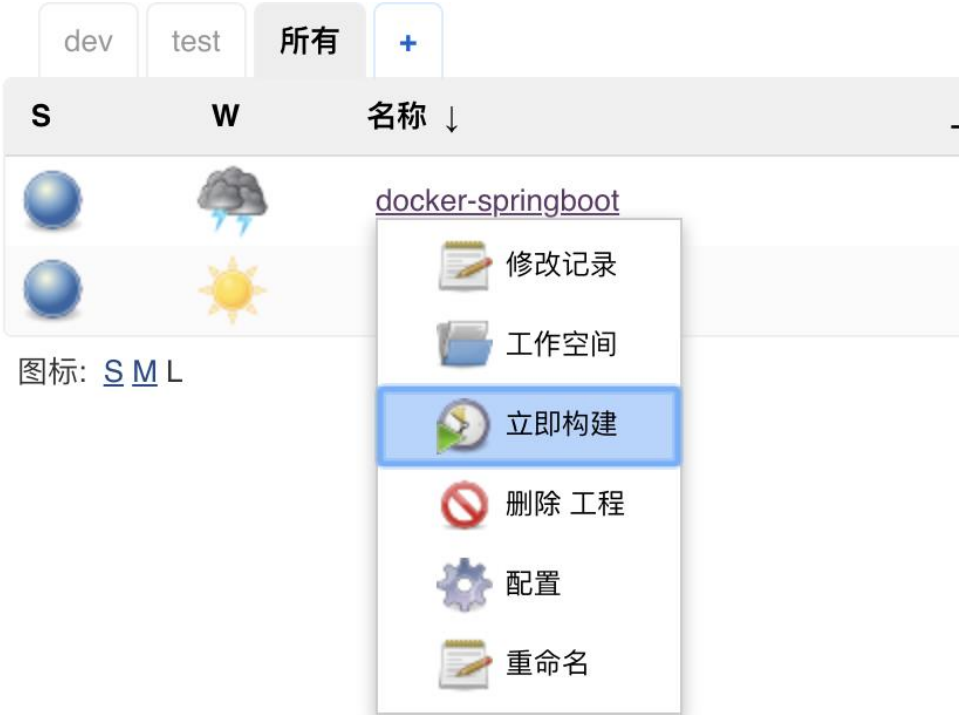 dev test 所有 +
S W 名称 ↓
docker-springboot
修改记录
工作空间
图标: S M L
立即构建
删除 工程
配置
重命名